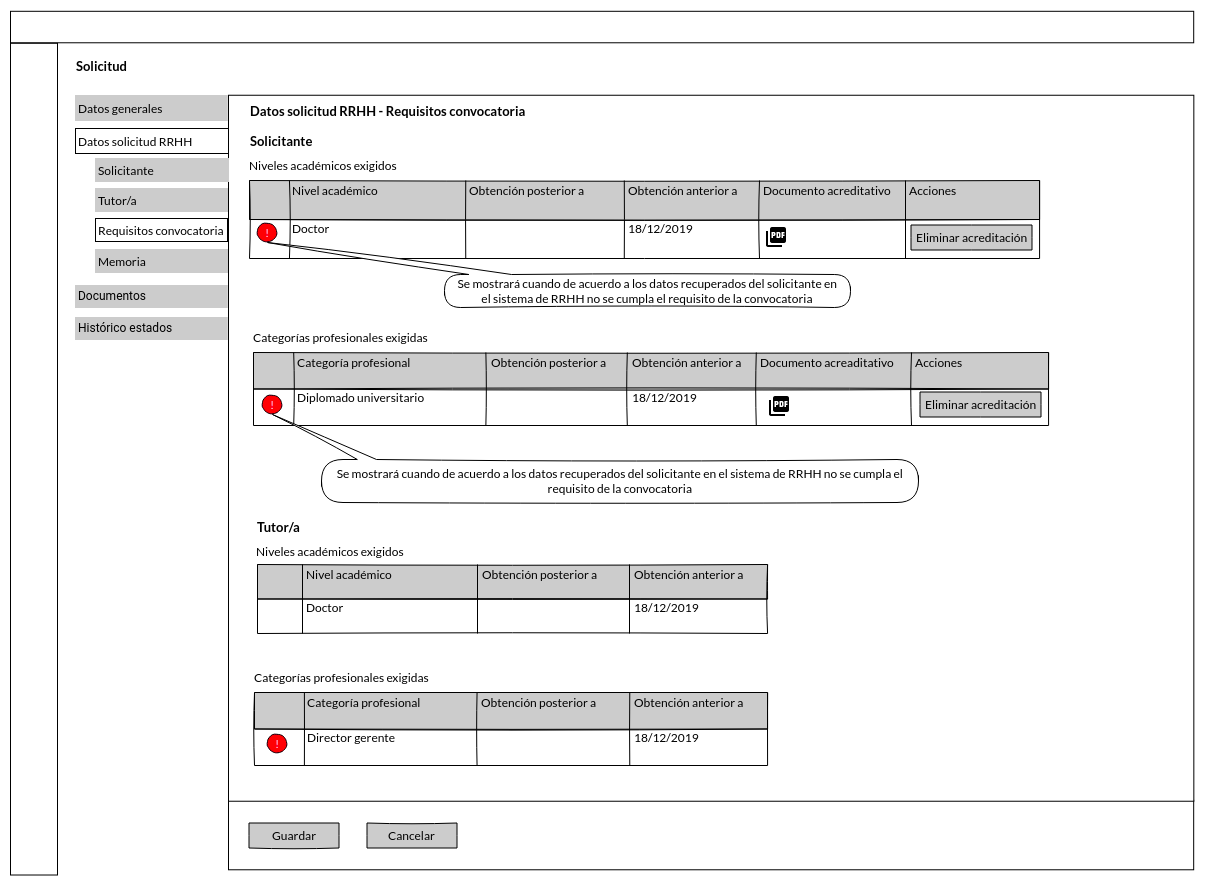 Solicitud
Datos generales
Datos solicitud RRHH
Solicitante
Tutor/a
Requisitos convocatoria
Memoria
Documentos
Histórico estados
Datos solicitud RRHH - Requisitos convocatoria
Solicitante
Niveles académicos exigidos
Nivel académico Obtención posterior a Obtención anterior a Documento acreditativo Acciones
! Doctor 18/12/2019 PDF Eliminar acreditación
Se mostrará cuando de acuerdo a los datos recuperados del solicitante en
el sistema de RRHH no se cumpla el requisito de la convocatoria
Categorías profesionales exigidas
Categoría profesional Obtención posterior a Obtención anterior a Documento acreaditativo Acciones
! Diplomado universitario 18/12/2019 PDF Eliminar acreditación
Se mostrará cuando de acuerdo a los datos recuperados del solicitante en el sistema de RRHH no se cumpla el
requisito de la convocatoria
Tutor/a
Niveles académicos exigidos
Nivel académico Obtención posterior a Obtención anterior a
Doctor 18/12/2019
Categorías profesionales exigidas
Categoría profesional Obtención posterior a Obtención anterior a
! Director gerente 18/12/2019
Guardar Cancelar